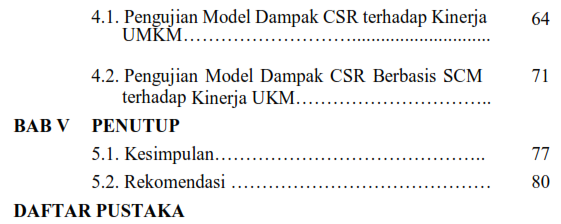 4.1. Pengujian Model Dampak CSR terhadap Kinerja 64
UMKM………………………...............................
4.2. Pengujian Model Dampak CSR Berbasis SCM 71
terhadap Kinerja UKM…………………………..
BAB V PENUTUP
5.1. Kesimpulan…………………………………….. 77
5.2. Rekomendasi …………………………………… 80
DAFTAR PUSTAKA